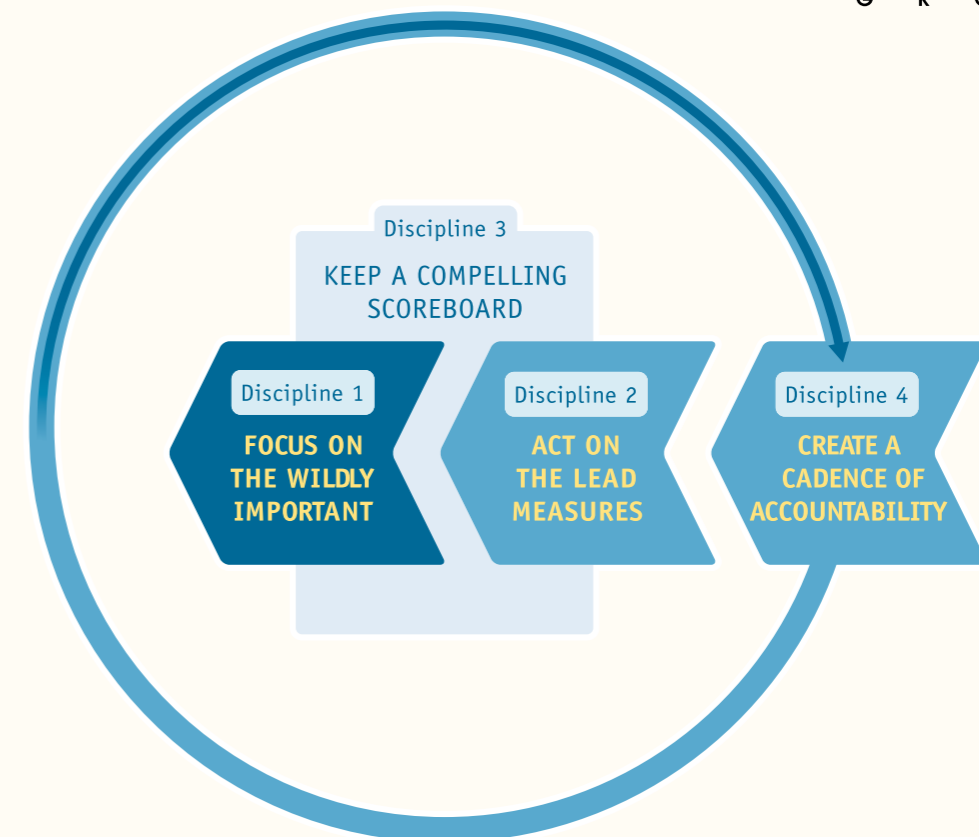 Discipline 3
KEEP A COMPELLING
SCOREBOARD
Discipline 1
FOCUS ON
THE WILDLY
IMPORTANT
Discipline 2
ACT ON
THE LEAD
MEASURES
Discipline 4
CREATE A
CADENCE OF
ACCOUNTABILITY